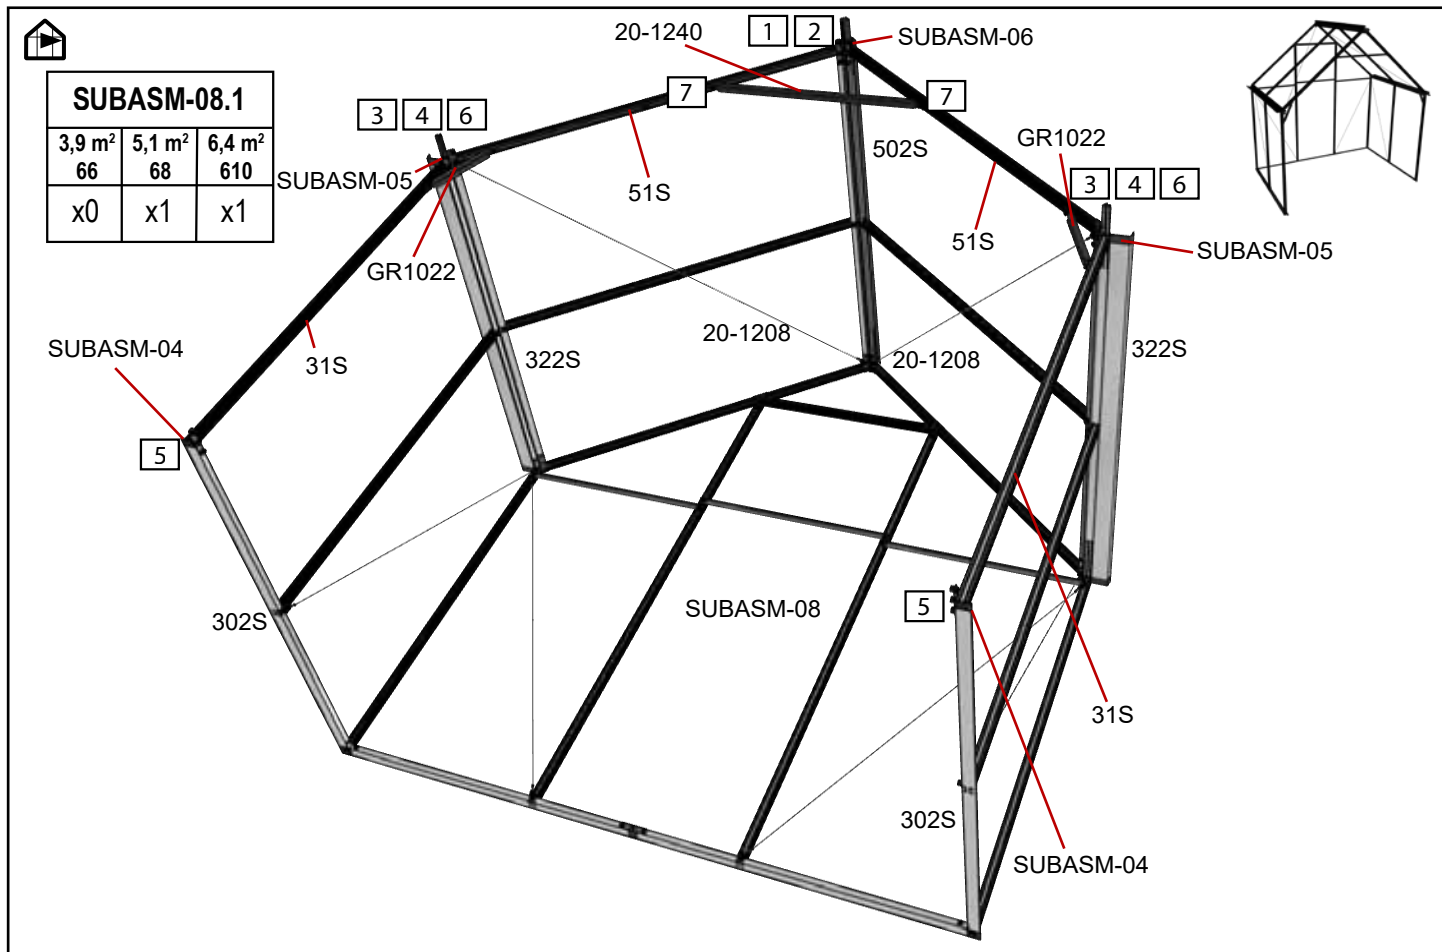 SUBASM-08.1
3,9 m² 5,1 m² 6,4 m²
66 68 610
x0 x1 x1
20-1240
1 2
SUBASM-06
7
7
3 4 6
502S
GR1022
SUBASM-05
51S
3 4 6
51S
GR1022
SUBASM-05
20-1208
20-1208
322S
322S
SUBASM-04
31S
5
302S
SUBASM-08
5
31S
302S
SUBASM-04